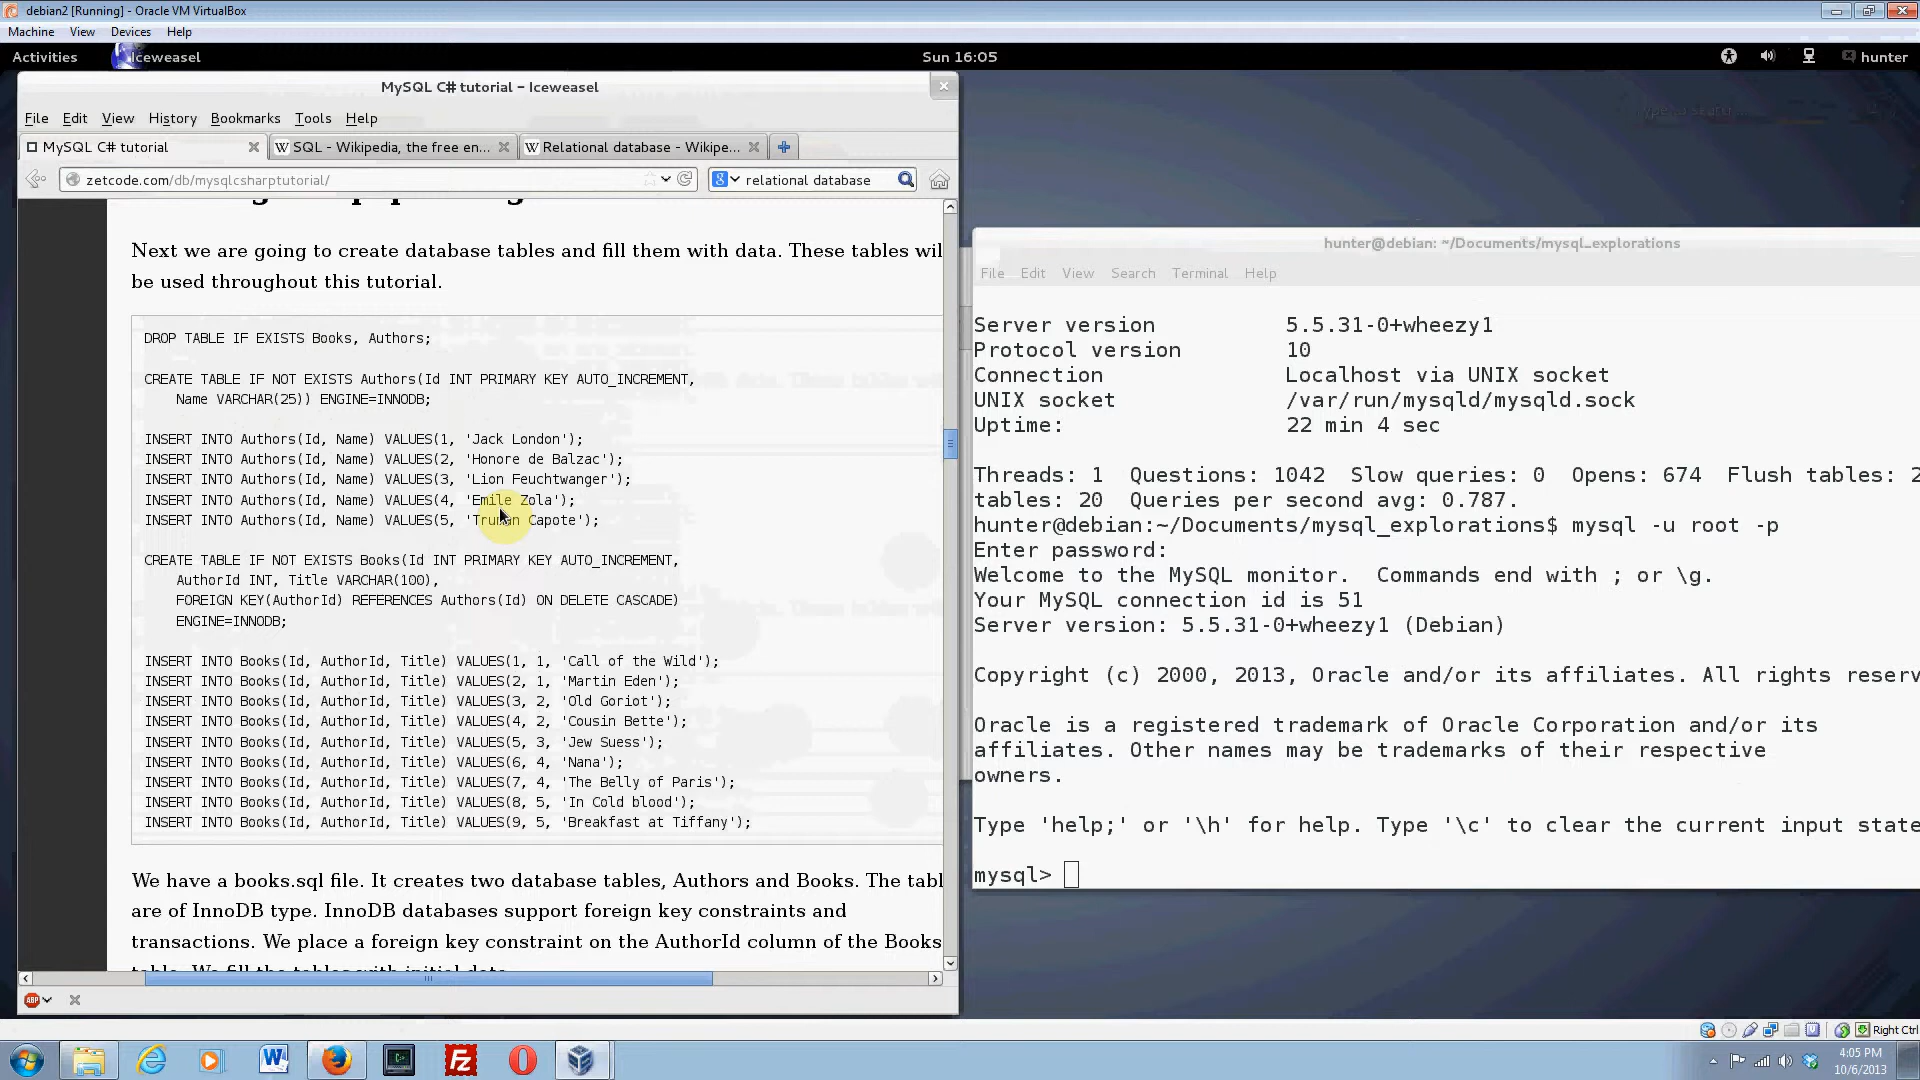 debian2 [Running] - Oracle VM VirtualBox
Machine View Devices Help
Activities Iceweasel Sun 16:05 hunter
MySQL C# tutorial - Iceweasel
File Edit View History Bookmarks Tools Help
MySQL C# tutorial SQL - Wikipedia, the free en... Relational database - Wikipe...
zetcode.com/db/mysqlcsharptutorial/ relational database
Next we are going to create database tables and fill them with data. These tables wil
be used throughout this tutorial.
DROP TABLE IF EXISTS Books, Authors;
CREATE TABLE IF NOT EXISTS Authors(Id INT PRIMARY KEY AUTO_INCREMENT,
Name VARCHAR(25)) ENGINE=INNODB;
INSERT INTO Authors(Id, Name) VALUES(1, 'Jack London');
INSERT INTO Authors(Id, Name) VALUES(2, 'Honore de Balzac');
INSERT INTO Authors(Id, Name) VALUES(3, 'Lion Feuchtwanger');
INSERT INTO Authors(Id, Name) VALUES(4, 'Emile Zola');
INSERT INTO Authors(Id, Name) VALUES(5, 'Truman Capote');
CREATE TABLE IF NOT EXISTS Books(Id INT PRIMARY KEY AUTO_INCREMENT,
AuthorId INT, Title VARCHAR(100),
FOREIGN KEY(AuthorId) REFERENCES Authors(Id) ON DELETE CASCADE)
ENGINE=INNODB;
INSERT INTO Books(Id, AuthorId, Title) VALUES(1, 1, 'Call of the Wild');
INSERT INTO Books(Id, AuthorId, Title) VALUES(2, 1, 'Martin Eden');
INSERT INTO Books(Id, AuthorId, Title) VALUES(3, 2, 'Old Goriot');
INSERT INTO Books(Id, AuthorId, Title) VALUES(4, 2, 'Cousin Bette');
INSERT INTO Books(Id, AuthorId, Title) VALUES(5, 3, 'Jew Suess');
INSERT INTO Books(Id, AuthorId, Title) VALUES(6, 4, 'Nana');
INSERT INTO Books(Id, AuthorId, Title) VALUES(7, 4, 'The Belly of Paris');
INSERT INTO Books(Id, AuthorId, Title) VALUES(8, 5, 'In Cold blood');
INSERT INTO Books(Id, AuthorId, Title) VALUES(9, 5, 'Breakfast at Tiffany');
We have a books.sql file. It creates two database tables, Authors and Books. The tabl
are of InnoDB type. InnoDB databases support foreign key constraints and
transactions. We place a foreign key constraint on the AuthorId column of the Books
table. We fill the tables with initial data.
ABP
hunter@debian: ~/Documents/mysql_explorations
File Edit View Search Terminal Help
Server version 5.5.31-0+wheezy1
Protocol version 10
Connection Localhost via UNIX socket
UNIX socket /var/run/mysqld/mysqld.sock
Uptime: 22 min 4 sec
Threads: 1 Questions: 1042 Slow queries: 0 Opens: 674 Flush tables: 2
tables: 20 Queries per second avg: 0.787.
hunter@debian:~/Documents/mysql_explorations$ mysql -u root -p
Enter password:
Welcome to the MySQL monitor. Commands end with ; or \g.
Your MySQL connection id is 51
Server version: 5.5.31-0+wheezy1 (Debian)
Copyright (c) 2000, 2013, Oracle and/or its affiliates. All rights reserv
Oracle is a registered trademark of Oracle Corporation and/or its
affiliates. Other names may be trademarks of their respective
owners.
Type 'help;' or '\h' for help. Type '\c' to clear the current input state
mysql>
Right Ctrl
4:05 PM
10/6/2013